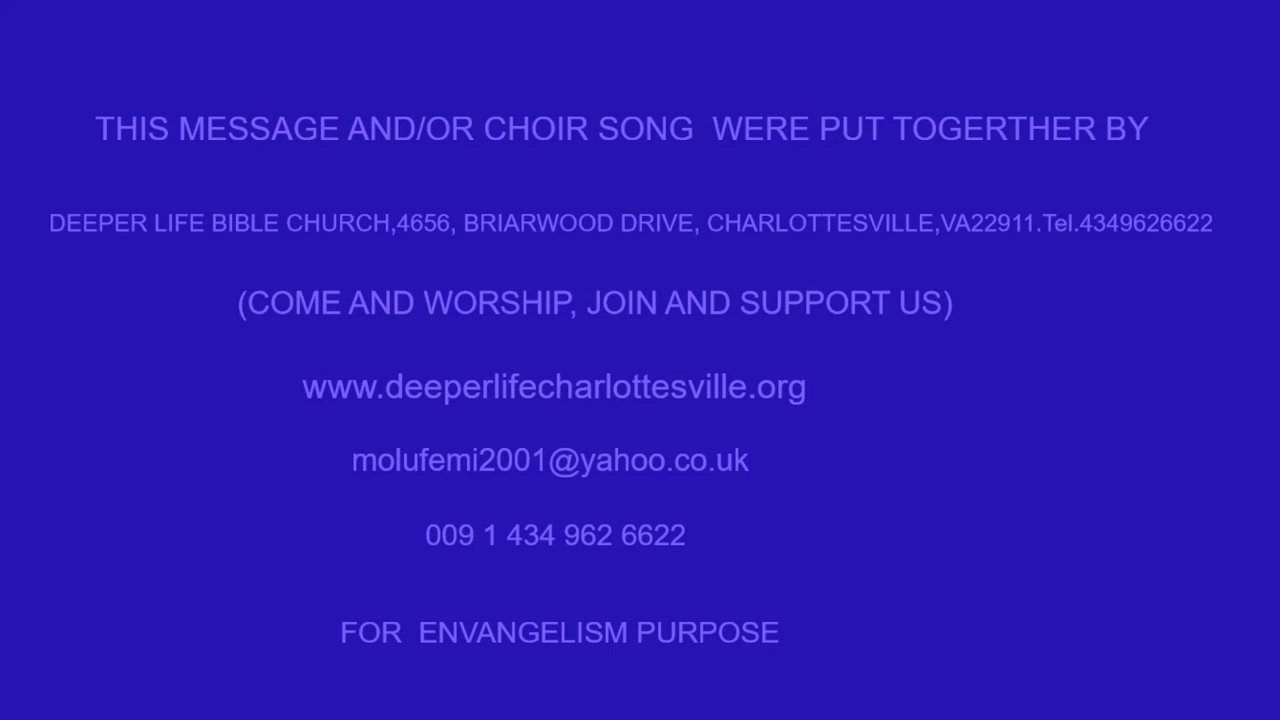 THIS MESSAGE AND/OR CHOIR SONG  WERE PUT TOGERTHER BY
DEEPER LIFE BIBLE CHURCH,4656, BRIARWOOD DRIVE, CHARLOTTESVILLE,VA22911.Tel.4349626622
(COME AND WORSHIP, JOIN AND SUPPORT US)
www.deeperlifecharlottesville.org
molufemi2001@yahoo.co.uk
009 1 434 962 6622
FOR  ENVANGELISM PURPOSE